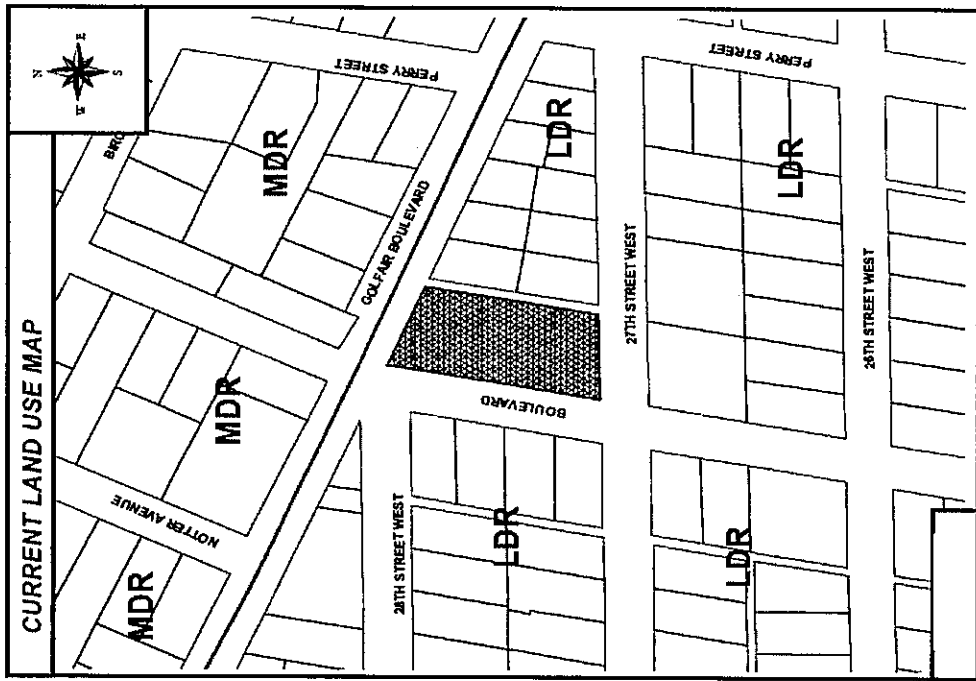 CURRENT LAND USE MAP
N
S
PERRY STREET
MDR
NOTTER AVENUE
MDR
MDR
GOLFAIR BOULEVARD
LDR
PERRY STREET
27TH STREET WEST
BOULEVARD
28TH STREET WEST
LDR
LDR
26TH STREET WEST
LDR